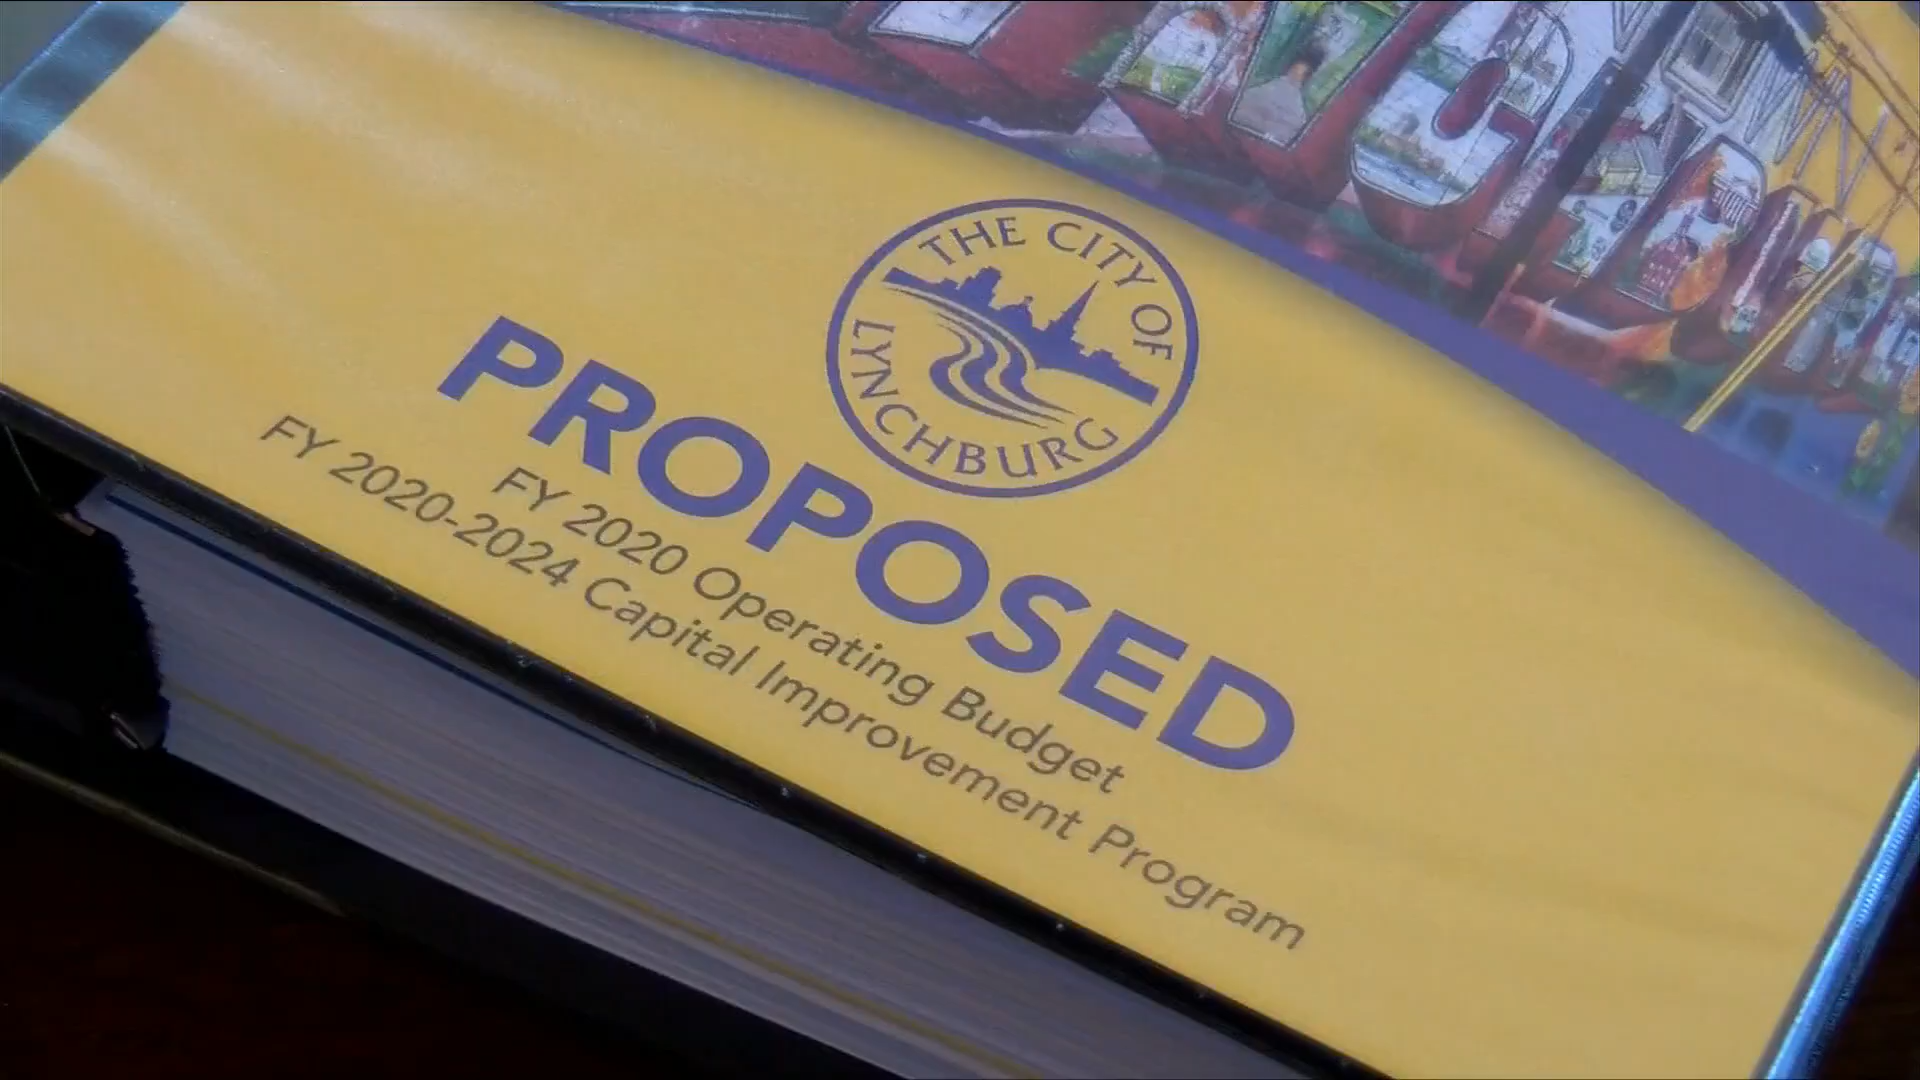 THE CITY OF
LYNCHBURG
PROPOSED
FY 2020 Operating Budget
FY 2020-2024 Capital Improvement Program